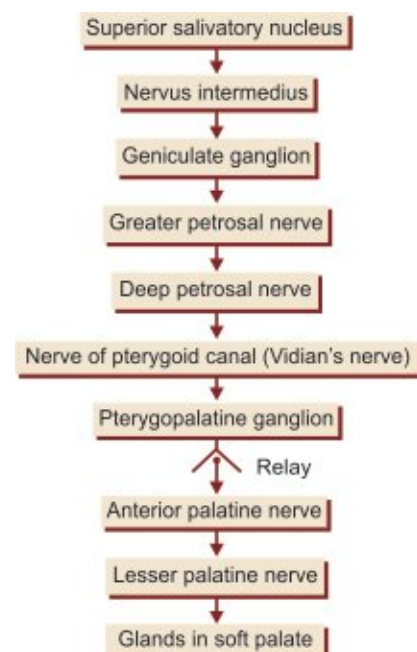 Superior salivatory nucleus
Nervus intermedius
Geniculate ganglion
Greater petrosal nerve
Deep petrosal nerve
Nerve of pterygoid canal (Vidian's nerve)
Pterygopalatine ganglion
Relay
Anterior palatine nerve
Lesser palatine nerve
Glands in soft palate